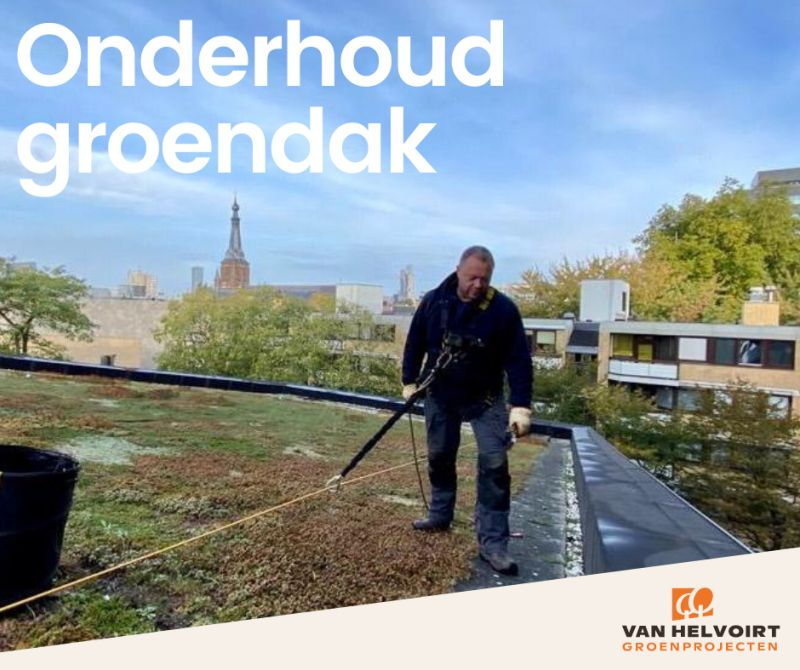 Onderhoud
groendak
VAN HELVOIRT
GROENPROJECTEN